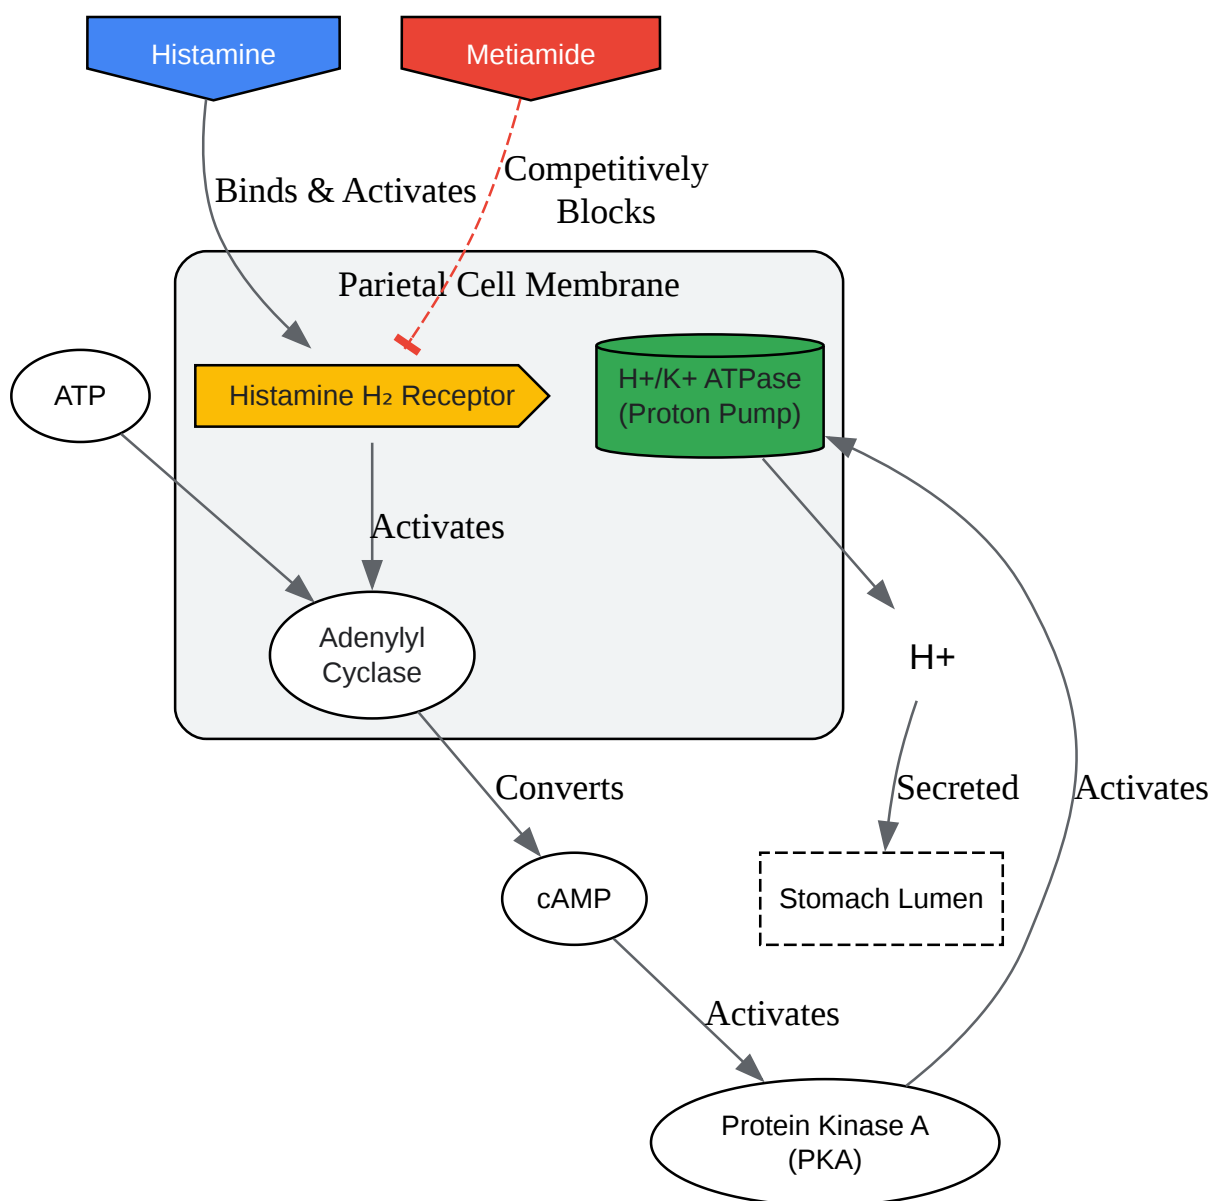 Histamine
Metiamide
Binds & Activates
Competitively
Blocks
Parietal Cell Membrane
ATP
Histamine H₂ Receptor
H+/K+ ATPase
(Proton Pump)
Activates
Adenylyl
Cyclase
H+
Converts
Secreted
Activates
cAMP
Stomach Lumen
Activates
Protein Kinase A
(PKA)